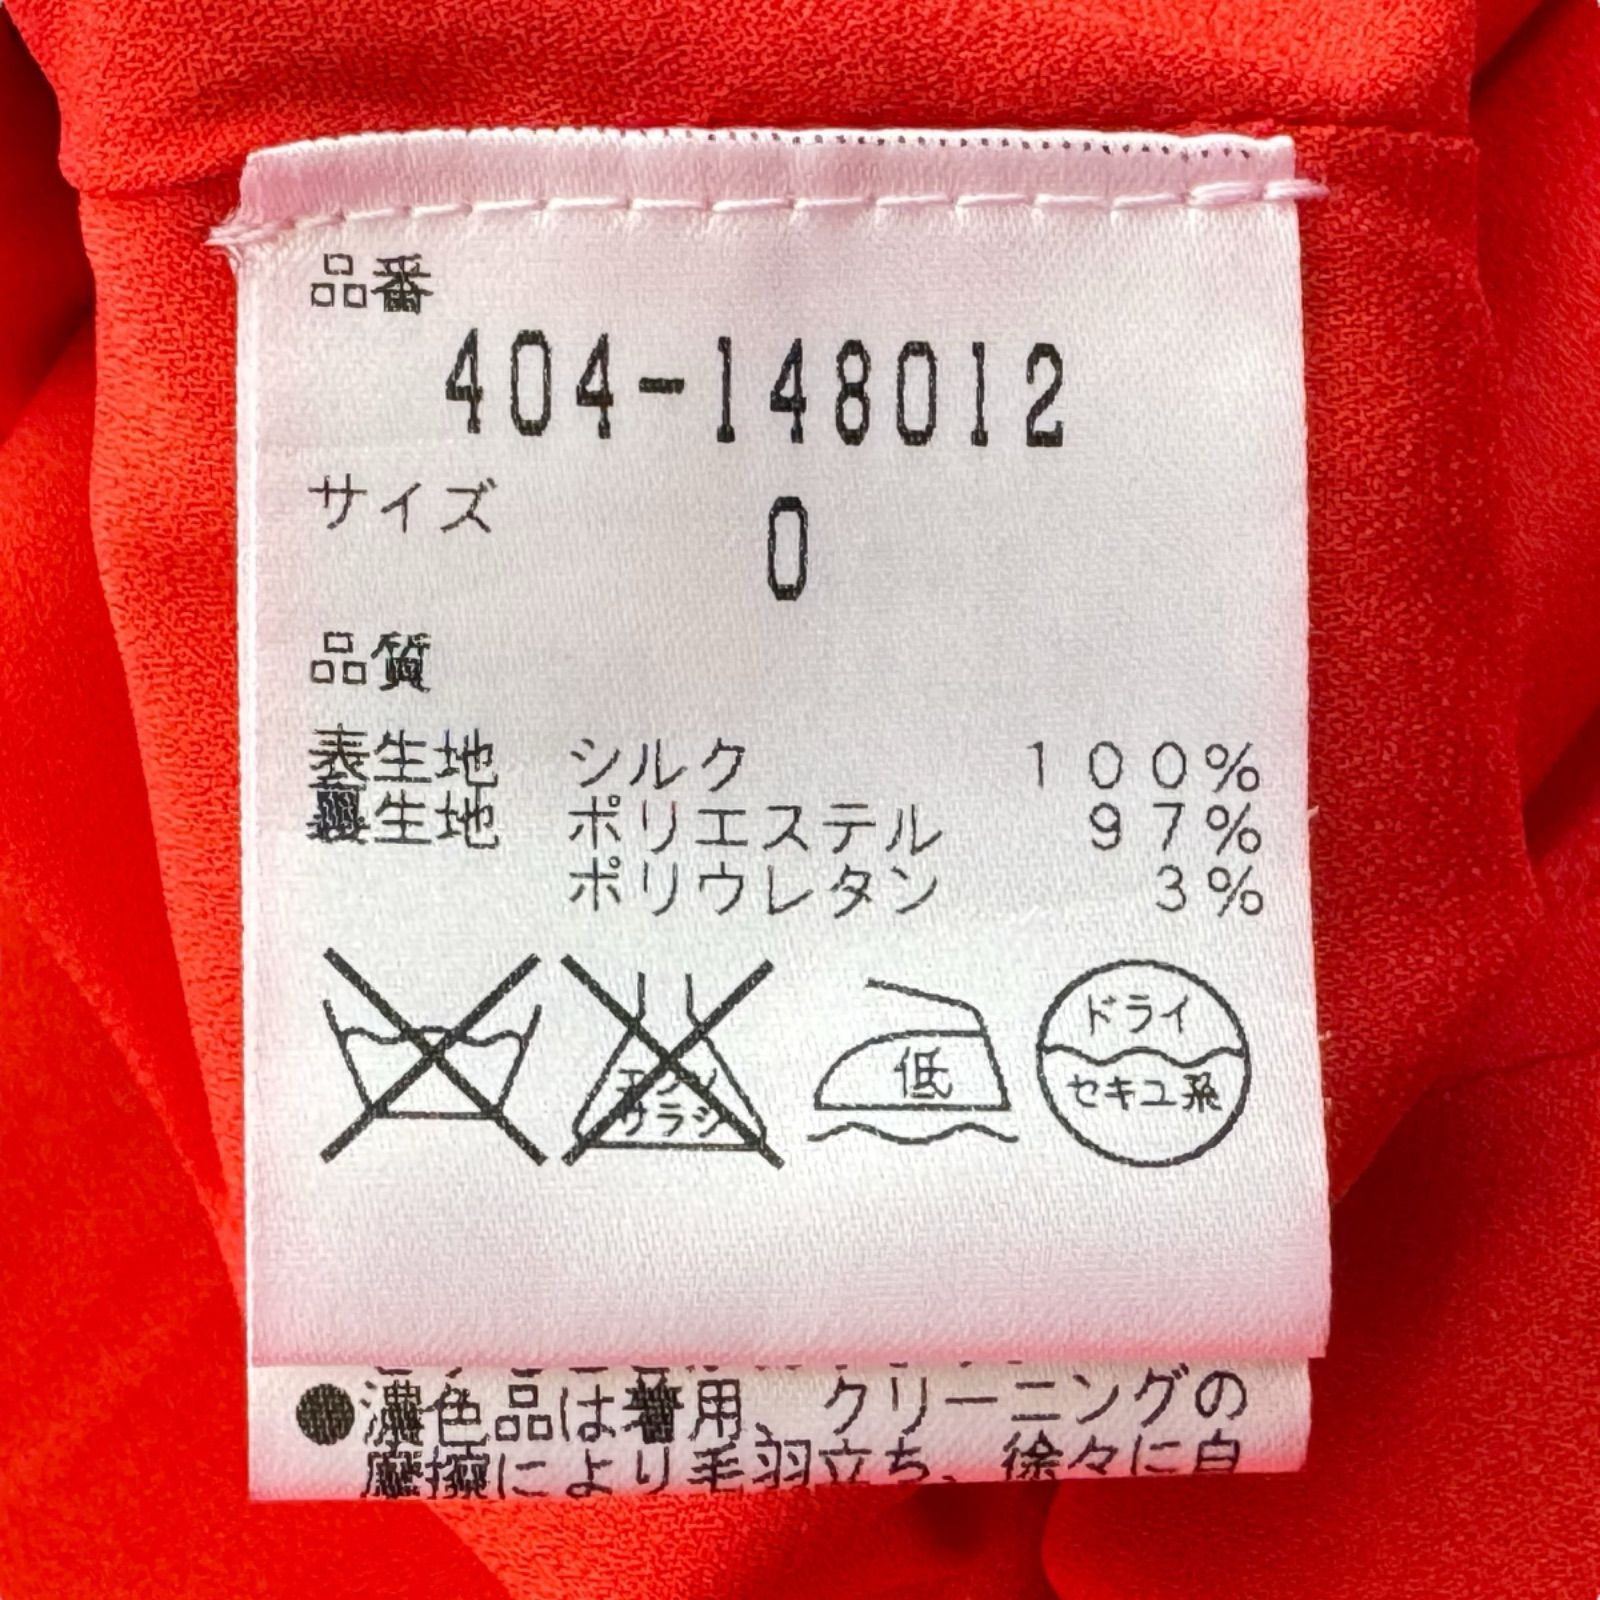 品番
404-148012
サイズ
0
品質
表生地 シルク 100%
裏生地 ポリエステル 97%
ポリウレタン 3%
エンソ
サラシ
低
ドライ
セキユ系
●濃色品は着用、クリーニングの
摩擦により毛羽立ち、徐々に白